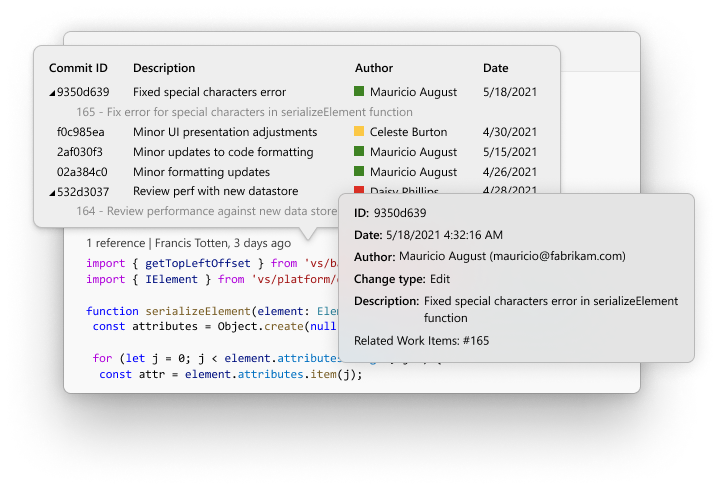 Commit ID Description Author Date
9350d639 Fixed special characters error Mauricio August 5/18/2021
165 - Fix error for special characters in serializeElement function
f0c985ea Minor UI presentation adjustments Celeste Burton 4/30/2021
2af030f3 Minor updates to code formatting Mauricio August 5/15/2021
02a384c0 Minor formatting updates Mauricio August 4/26/2021
532d3037 Review perf with new datastore Daisy Phillips 4/28/2021
164 - Review performance against new data store
ID: 9350d639
Date: 5/18/2021 4:32:16 AM
Author: Mauricio August (mauricio@fabrikam.com)
Change type: Edit
Description: Fixed special characters error in serializeElement
function
Related Work Items: #165
1 reference | Francis Totten, 3 days ago
import { getTopLeftOffset } from 'vs/ba
import { IElement } from 'vs/platform/
function serializeElement(element: Ele
const attributes = Object.create(null
for (let j = 0; j < element.attributes
const attr = element.attributes.item(j);